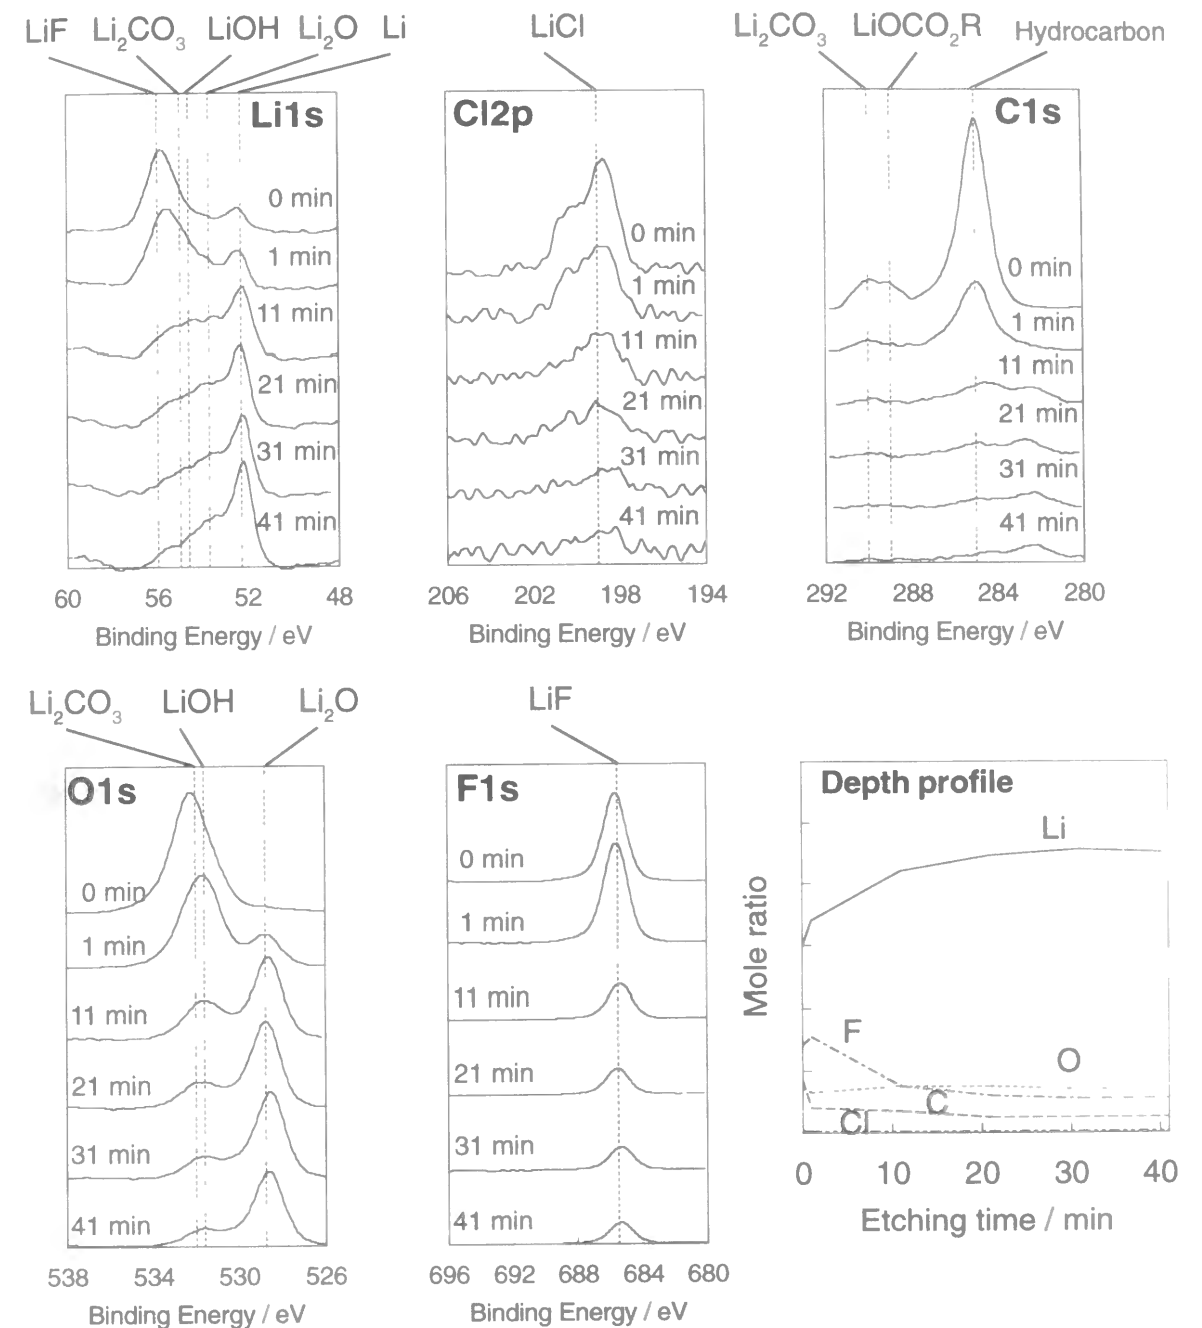 LiF Li₂CO₃ LiOH Li₂O Li
Li1s
0 min
1 min
11 min
21 min
31 min
41 min
60 56 52 48
Binding Energy / eV
LiCl
Cl2p
0 min
1 min
11 min
21 min
31 min
41 min
206 202 198 194
Binding Energy / eV
Li₂CO₃ LiOCO₂R Hydrocarbon
C1s
0 min
1 min
11 min
21 min
31 min
41 min
292 288 284 280
Binding Energy / eV
Li₂CO₃ LiOH Li₂O
O1s
0 min
1 min
11 min
21 min
31 min
41 min
538 534 530 526
Binding Energy / eV
LiF
F1s
0 min
1 min
11 min
21 min
31 min
41 min
696 692 688 684 680
Binding Energy / eV
Depth profile
Li
Mole ratio
F
O
C
Cl
0 10 20 30 40
Etching time / min